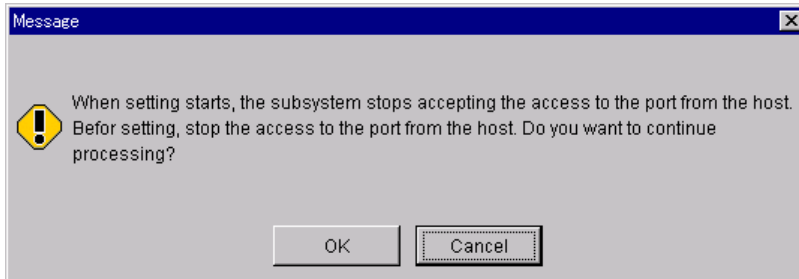 Message
When setting starts, the subsystem stops accepting the access to the port from the host.
Befor setting, stop the access to the port from the host. Do you want to continue
processing?
OK
Cancel